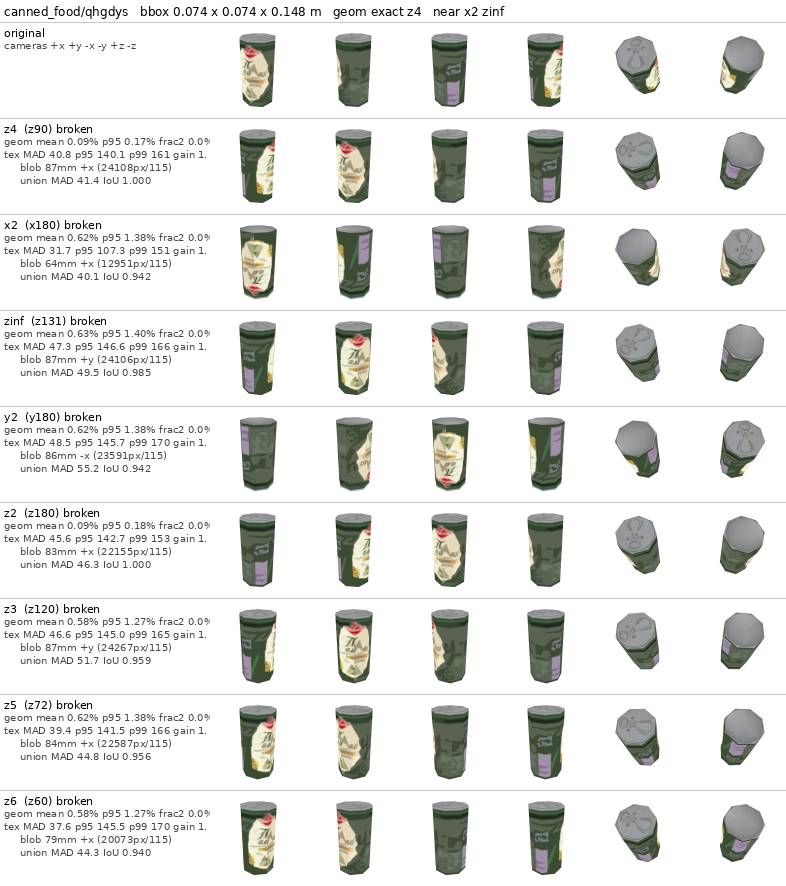 canned_food/qhgdys   bbox 0.074 x 0.074 x 0.148 m   geom exact z4   near x2 zinf
original
cameras +x +y -x -y +z -z
z4  (z90) broken
geom mean 0.09% p95 0.17% frac2 0.0%
tex MAD 40.8 p95 140.1 p99 161 gain 1.
blob 87mm +x (24108px/115)
union MAD 41.4 IoU 1.000
x2  (x180) broken
geom mean 0.62% p95 1.38% frac2 0.0%
tex MAD 31.7 p95 107.3 p99 151 gain 1.
blob 64mm +x (12951px/115)
union MAD 40.1 IoU 0.942
zinf  (z131) broken
geom mean 0.63% p95 1.40% frac2 0.0%
tex MAD 47.3 p95 146.6 p99 166 gain 1.
blob 87mm +y (24106px/115)
union MAD 49.5 IoU 0.985
y2  (y180) broken
geom mean 0.62% p95 1.38% frac2 0.0%
tex MAD 48.5 p95 145.7 p99 170 gain 1.
blob 86mm -x (23591px/115)
union MAD 55.2 IoU 0.942
z2  (z180) broken
geom mean 0.09% p95 0.18% frac2 0.0%
tex MAD 45.6 p95 142.7 p99 153 gain 1.
blob 83mm +x (22155px/115)
union MAD 46.3 IoU 1.000
z3  (z120) broken
geom mean 0.58% p95 1.27% frac2 0.0%
tex MAD 46.6 p95 145.0 p99 165 gain 1.
blob 87mm +y (24267px/115)
union MAD 51.7 IoU 0.959
z5  (z72) broken
geom mean 0.62% p95 1.38% frac2 0.0%
tex MAD 39.4 p95 141.5 p99 166 gain 1.
blob 84mm +x (22587px/115)
union MAD 44.8 IoU 0.956
z6  (z60) broken
geom mean 0.58% p95 1.27% frac2 0.0%
tex MAD 37.6 p95 145.5 p99 170 gain 1.
blob 79mm +x (20073px/115)
union MAD 44.3 IoU 0.940